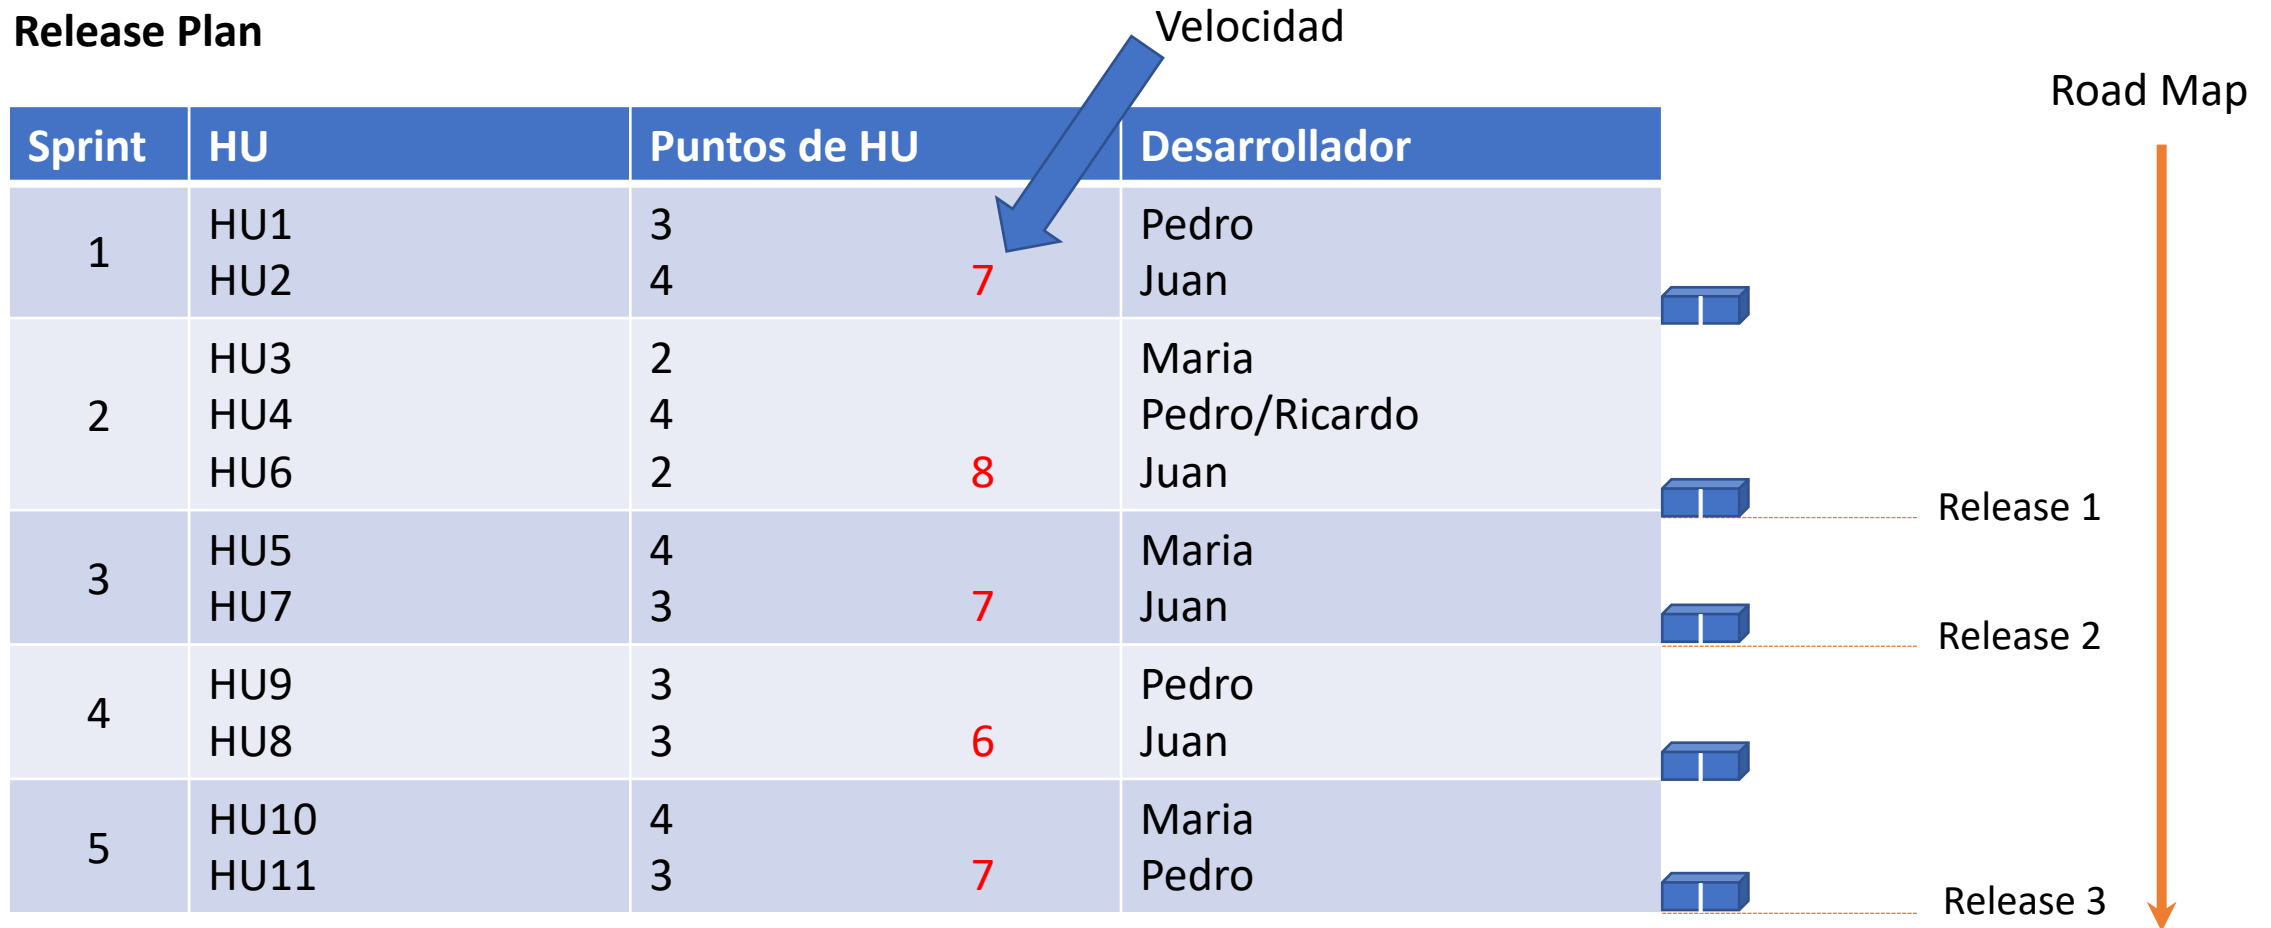 Release Plan
Velocidad
Road Map
Sprint HU Puntos de HU Desarrollador
1
HU1 3 Pedro
HU2 4 7 Juan
2
HU3 2 Maria
HU4 4 Pedro/Ricardo
HU6 2 8 Juan
Release 1
3
HU5 4 Maria
HU7 3 7 Juan
Release 2
4
HU9 3 Pedro
HU8 3 6 Juan
5
HU10 4 Maria
HU11 3 7 Pedro
Release 3